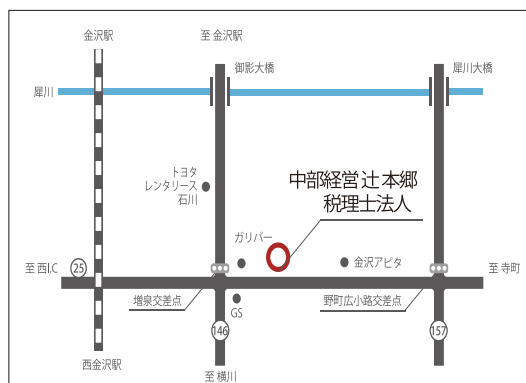 金沢駅
至 金沢駅
御影大橋
犀川大橋
犀川
トヨタ
レンタリース
石川
中部経営辻・本郷
税理士法人
ガリバー
金沢アピタ
至 西I.C
25
至 寺町
増泉交差点
GS
野町広小路交差点
146
157
西金沢駅
至 横川